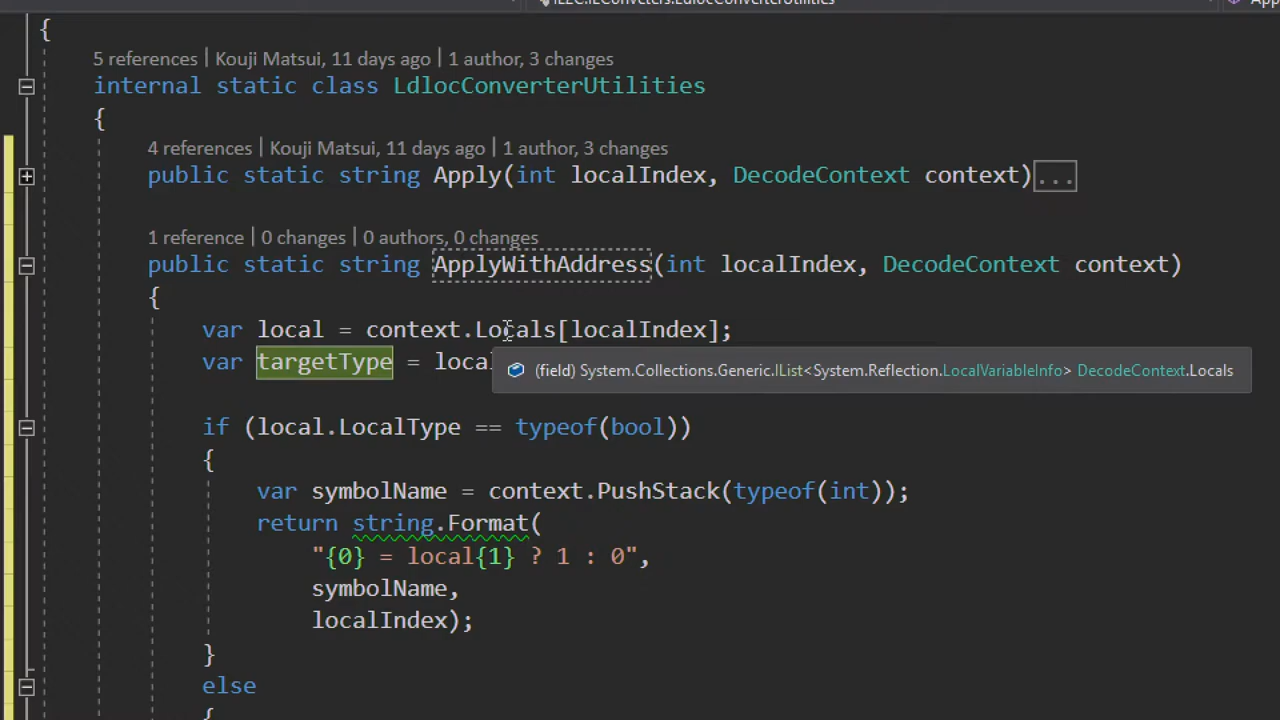 {
5 references | Kouji Matsui, 11 days ago | 1 author, 3 changes
internal static class LdlocConverterUtilities
{
4 references | Kouji Matsui, 11 days ago | 1 author, 3 changes
public static string Apply(int localIndex, DecodeContext context)...
1 reference | 0 changes | 0 authors, 0 changes
public static string ApplyWithAddress(int localIndex, DecodeContext context)
{
var local = context.Locals[localIndex];
var targetType = local
(field) System.Collections.Generic.IList<System.Reflection.LocalVariableInfo> DecodeContext.Locals
if (local.LocalType == typeof(bool))
{
var symbolName = context.PushStack(typeof(int));
return string.Format(
"{0} = local{1} ? 1 : 0",
symbolName,
localIndex);
}
else
{